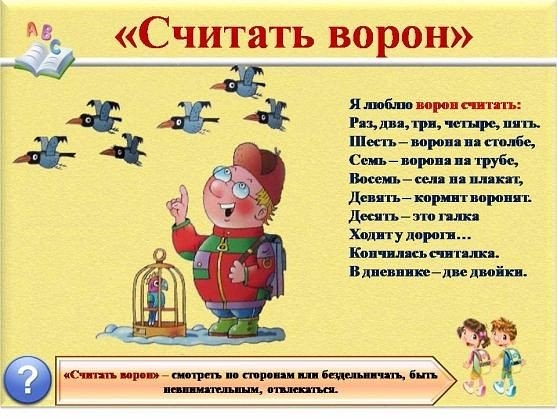 ABC
«Считать ворон»
Я люблю ворон считать:
Раз, два, три, четыре, пять.
Шесть – ворона на столбе,
Семь – ворона на трубе,
Восемь – села на плакат,
Девять – кормит воронят.
Десять – это галка
Ходит у дороги…
Кончилась считалка.
В дневнике – две двойки.
«Считать ворон» – смотреть по сторонам или бездельничать, быть
невнимательным, отвлекаться.
?